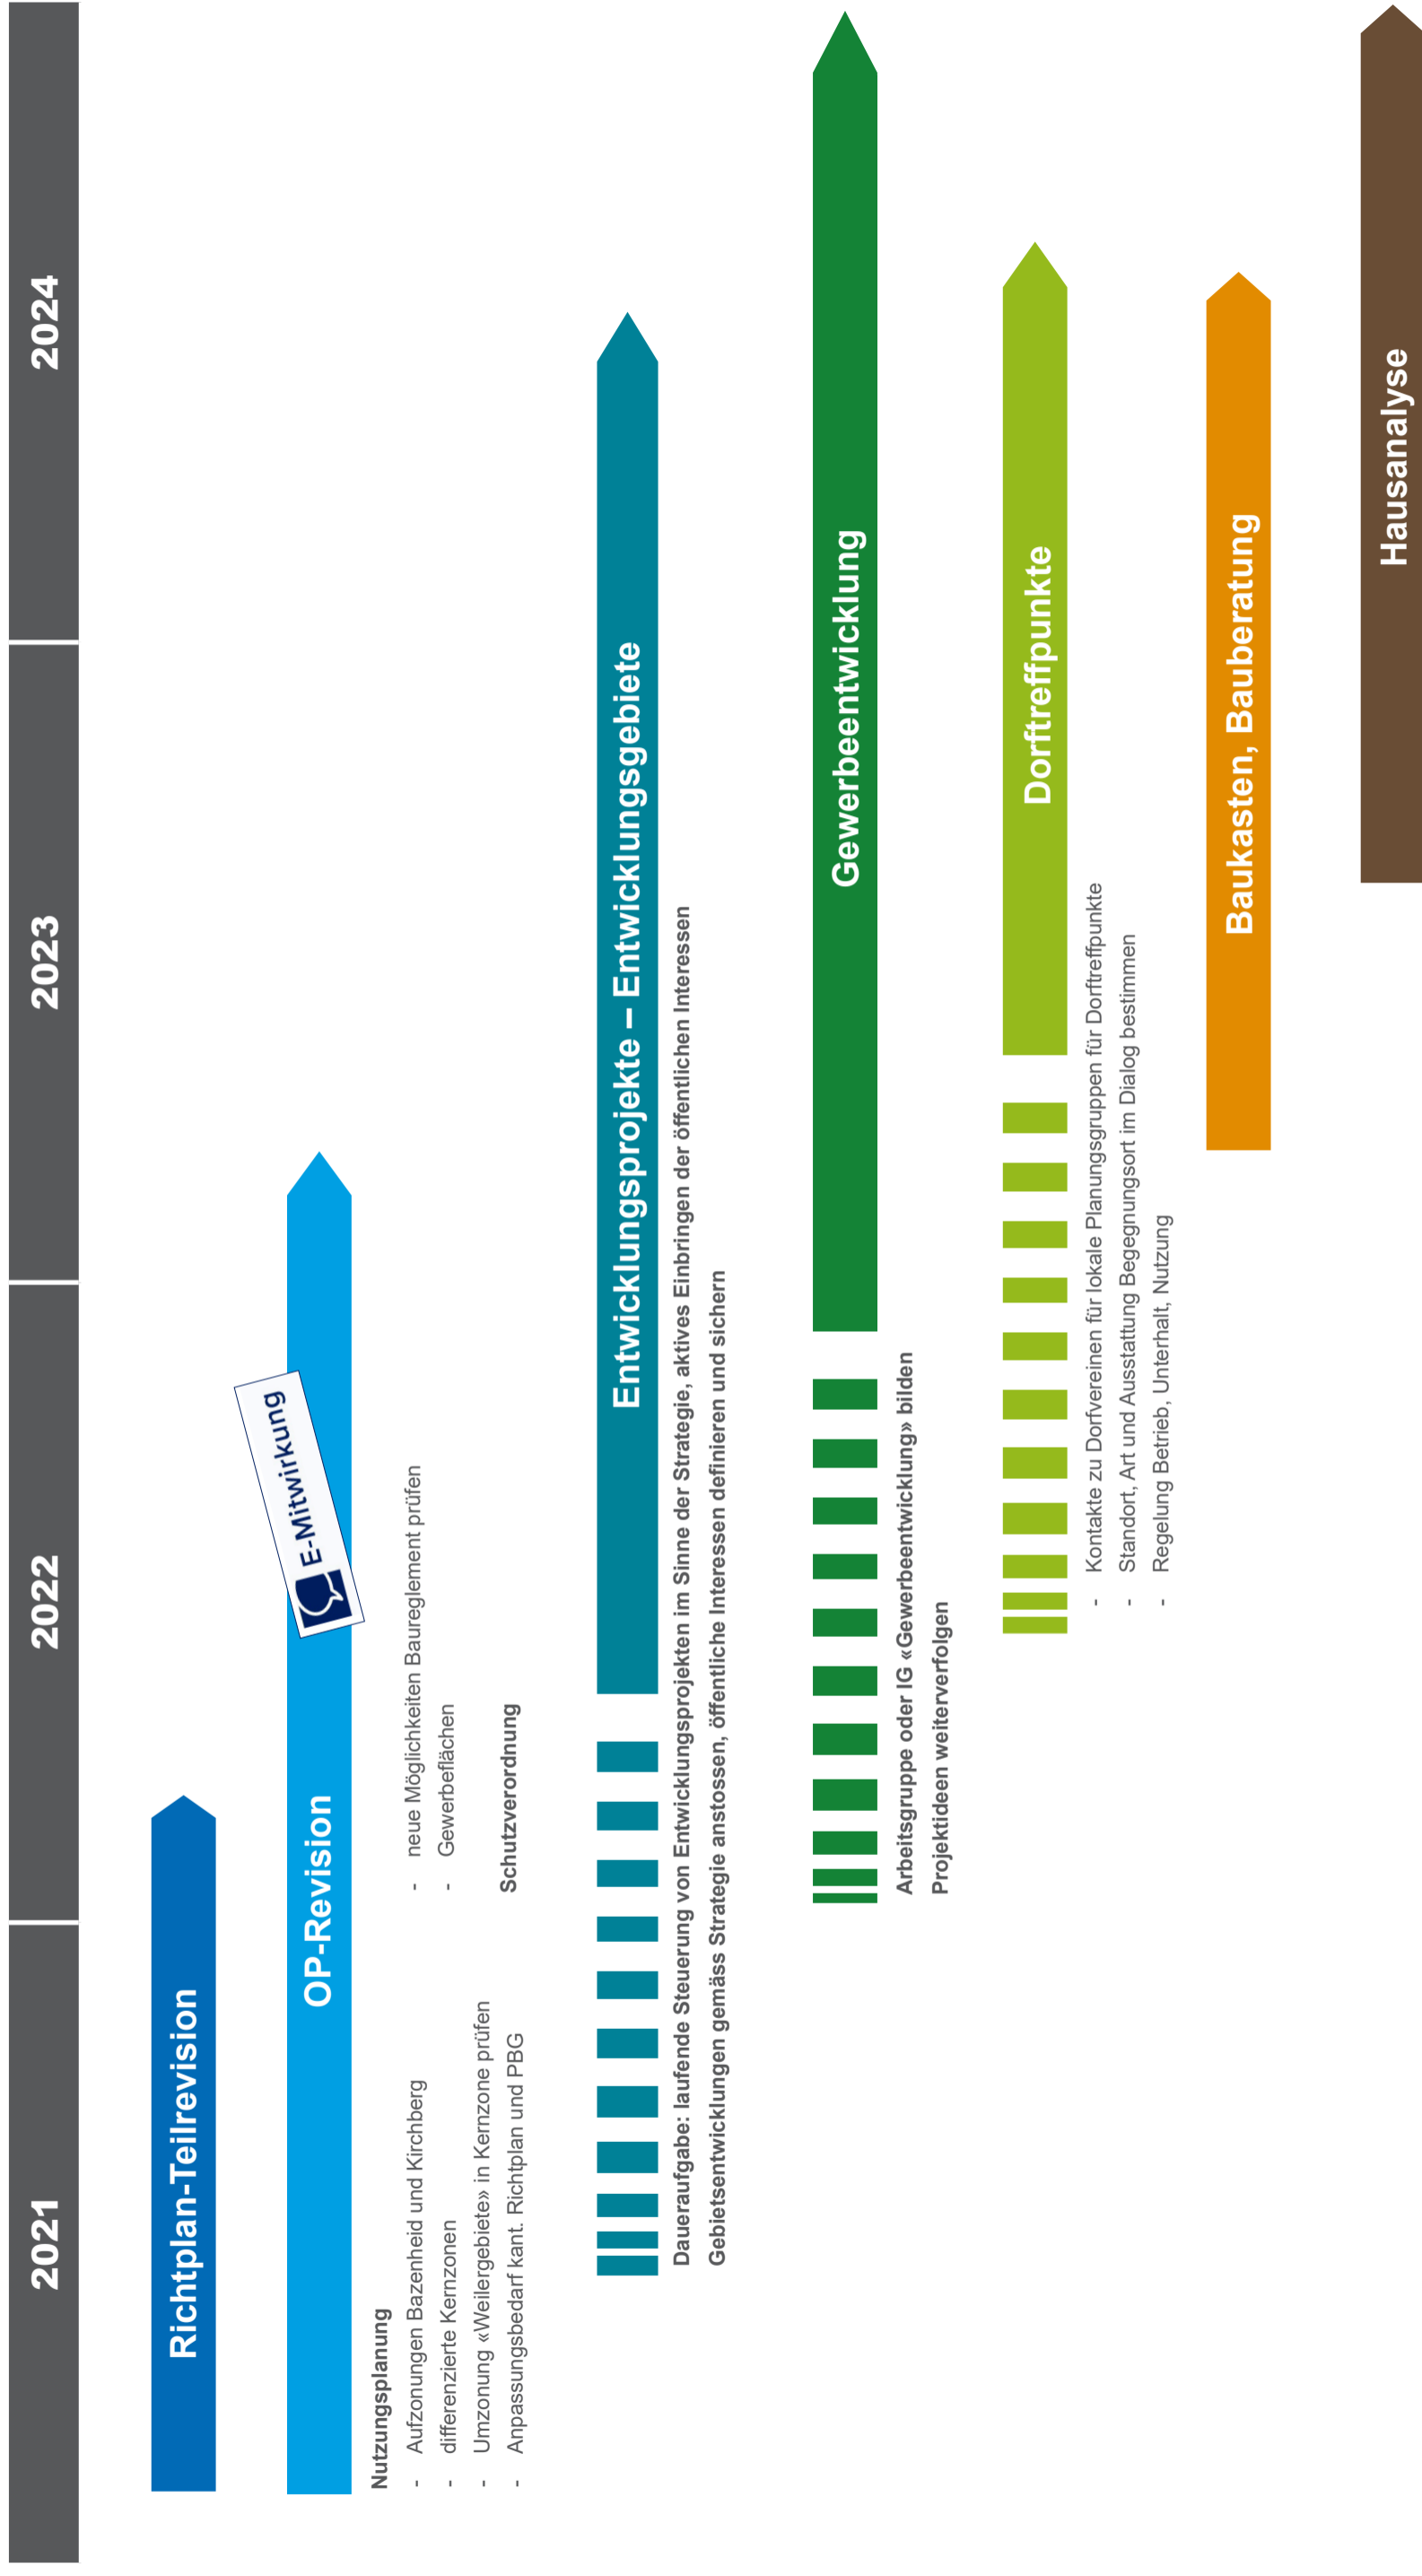 2021
2022
2023
2024
Richtplan-Teilrevision
OP-Revision
E-Mitwirkung
Nutzungsplanung
- Aufzonungen Bazenheid und Kirchberg
- differenzierte Kernzonen
- Umzonung «Weilergebiete» in Kernzone prüfen
- Anpassungsbedarf kant. Richtplan und PBG
- neue Möglichkeiten Baureglement prüfen
- Gewerbeflächen
Schutzverordnung
Entwicklungsprojekte – Entwicklungsgebiete
Daueraufgabe: laufende Steuerung von Entwicklungsprojekten im Sinne der Strategie, aktives Einbringen der öffentlichen Interessen
Gebietsentwicklungen gemäss Strategie anstossen, öffentliche Interessen definieren und sichern
Gewerbeentwicklung
Arbeitsgruppe oder IG «Gewerbeentwicklung» bilden
Projektideen weiterverfolgen
Dorftreffpunkte
- Kontakte zu Dorfvereinen für lokale Planungsgruppen für Dorftreffpunkte
- Standort, Art und Ausstattung Begegnungsort im Dialog bestimmen
- Regelung Betrieb, Unterhalt, Nutzung
Baukasten, Bauberatung
Hausanalyse